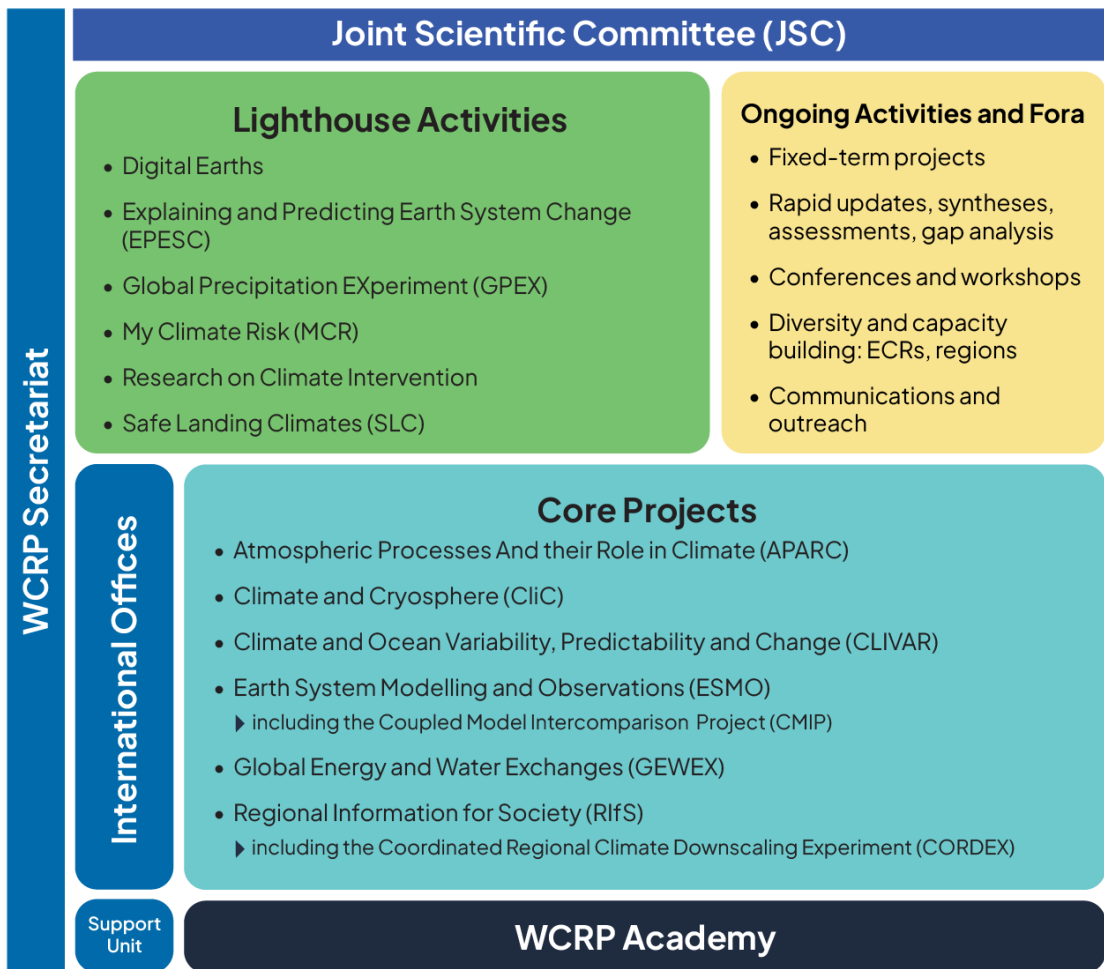 WCRP Secretariat
Joint Scientific Committee (JSC)
Lighthouse Activities
• Digital Earths
• Explaining and Predicting Earth System Change
(EPESC)
• Global Precipitation EXperiment (GPEX)
• My Climate Risk (MCR)
• Research on Climate Intervention
• Safe Landing Climates (SLC)
Ongoing Activities and Fora
• Fixed-term projects
• Rapid updates, syntheses,
assessments, gap analysis
• Conferences and workshops
• Diversity and capacity
building: ECRs, regions
• Communications and
outreach
International Offices
Core Projects
• Atmospheric Processes And their Role in Climate (APARC)
• Climate and Cryosphere (CliC)
• Climate and Ocean Variability, Predictability and Change (CLIVAR)
• Earth System Modelling and Observations (ESMO)
including the Coupled Model Intercomparison Project (CMIP)
• Global Energy and Water Exchanges (GEWEX)
• Regional Information for Society (RIfS)
including the Coordinated Regional Climate Downscaling Experiment (CORDEX)
Support
Unit
WCRP Academy